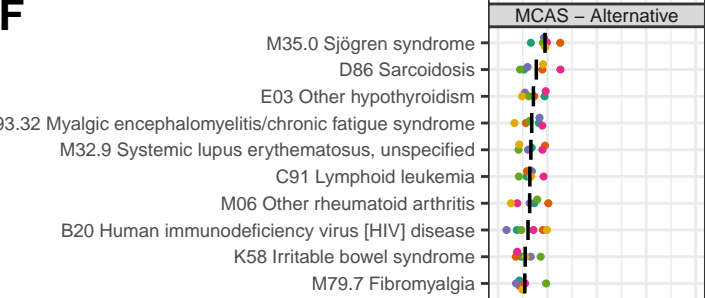 F
MCAS – Alternative
M35.0 Sjögren syndrome
D86 Sarcoidosis
E03 Other hypothyroidism
93.32 Myalgic encephalomyelitis/chronic fatigue syndrome
M32.9 Systemic lupus erythematosus, unspecified
C91 Lymphoid leukemia
M06 Other rheumatoid arthritis
B20 Human immunodeficiency virus [HIV] disease
K58 Irritable bowel syndrome
M79.7 Fibromyalgia